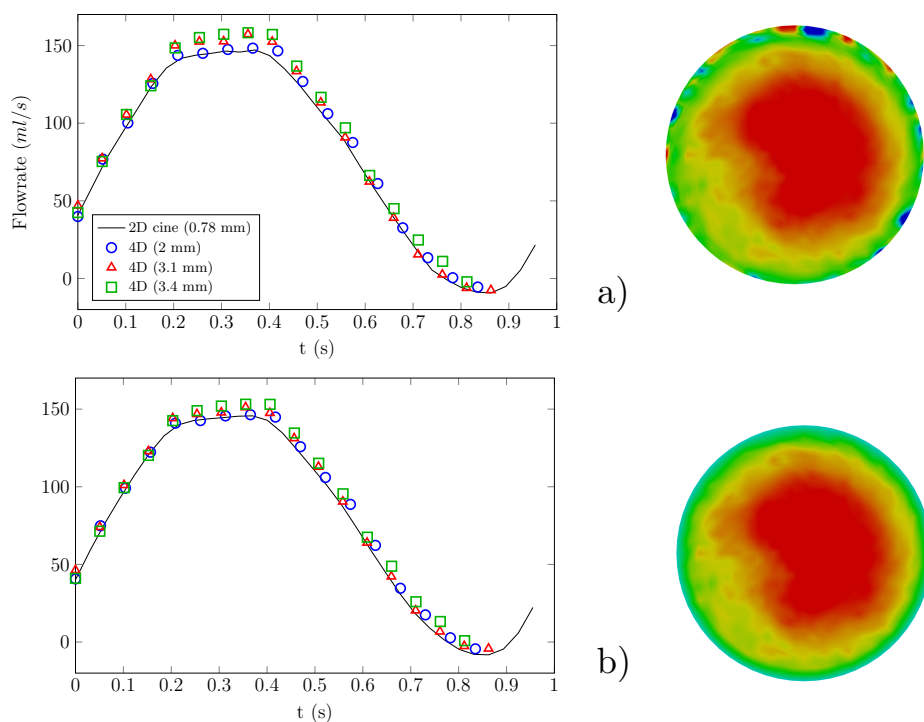 150
100
50
0
Flowrate (ml/s)
2D cine (0.78 mm)
4D (2 mm)
4D (3.1 mm)
4D (3.4 mm)
0 0.1 0.2 0.3 0.4 0.5 0.6 0.7 0.8 0.9 1
t (s)
a)
150
100
50
0
0 0.1 0.2 0.3 0.4 0.5 0.6 0.7 0.8 0.9 1
t (s)
b)